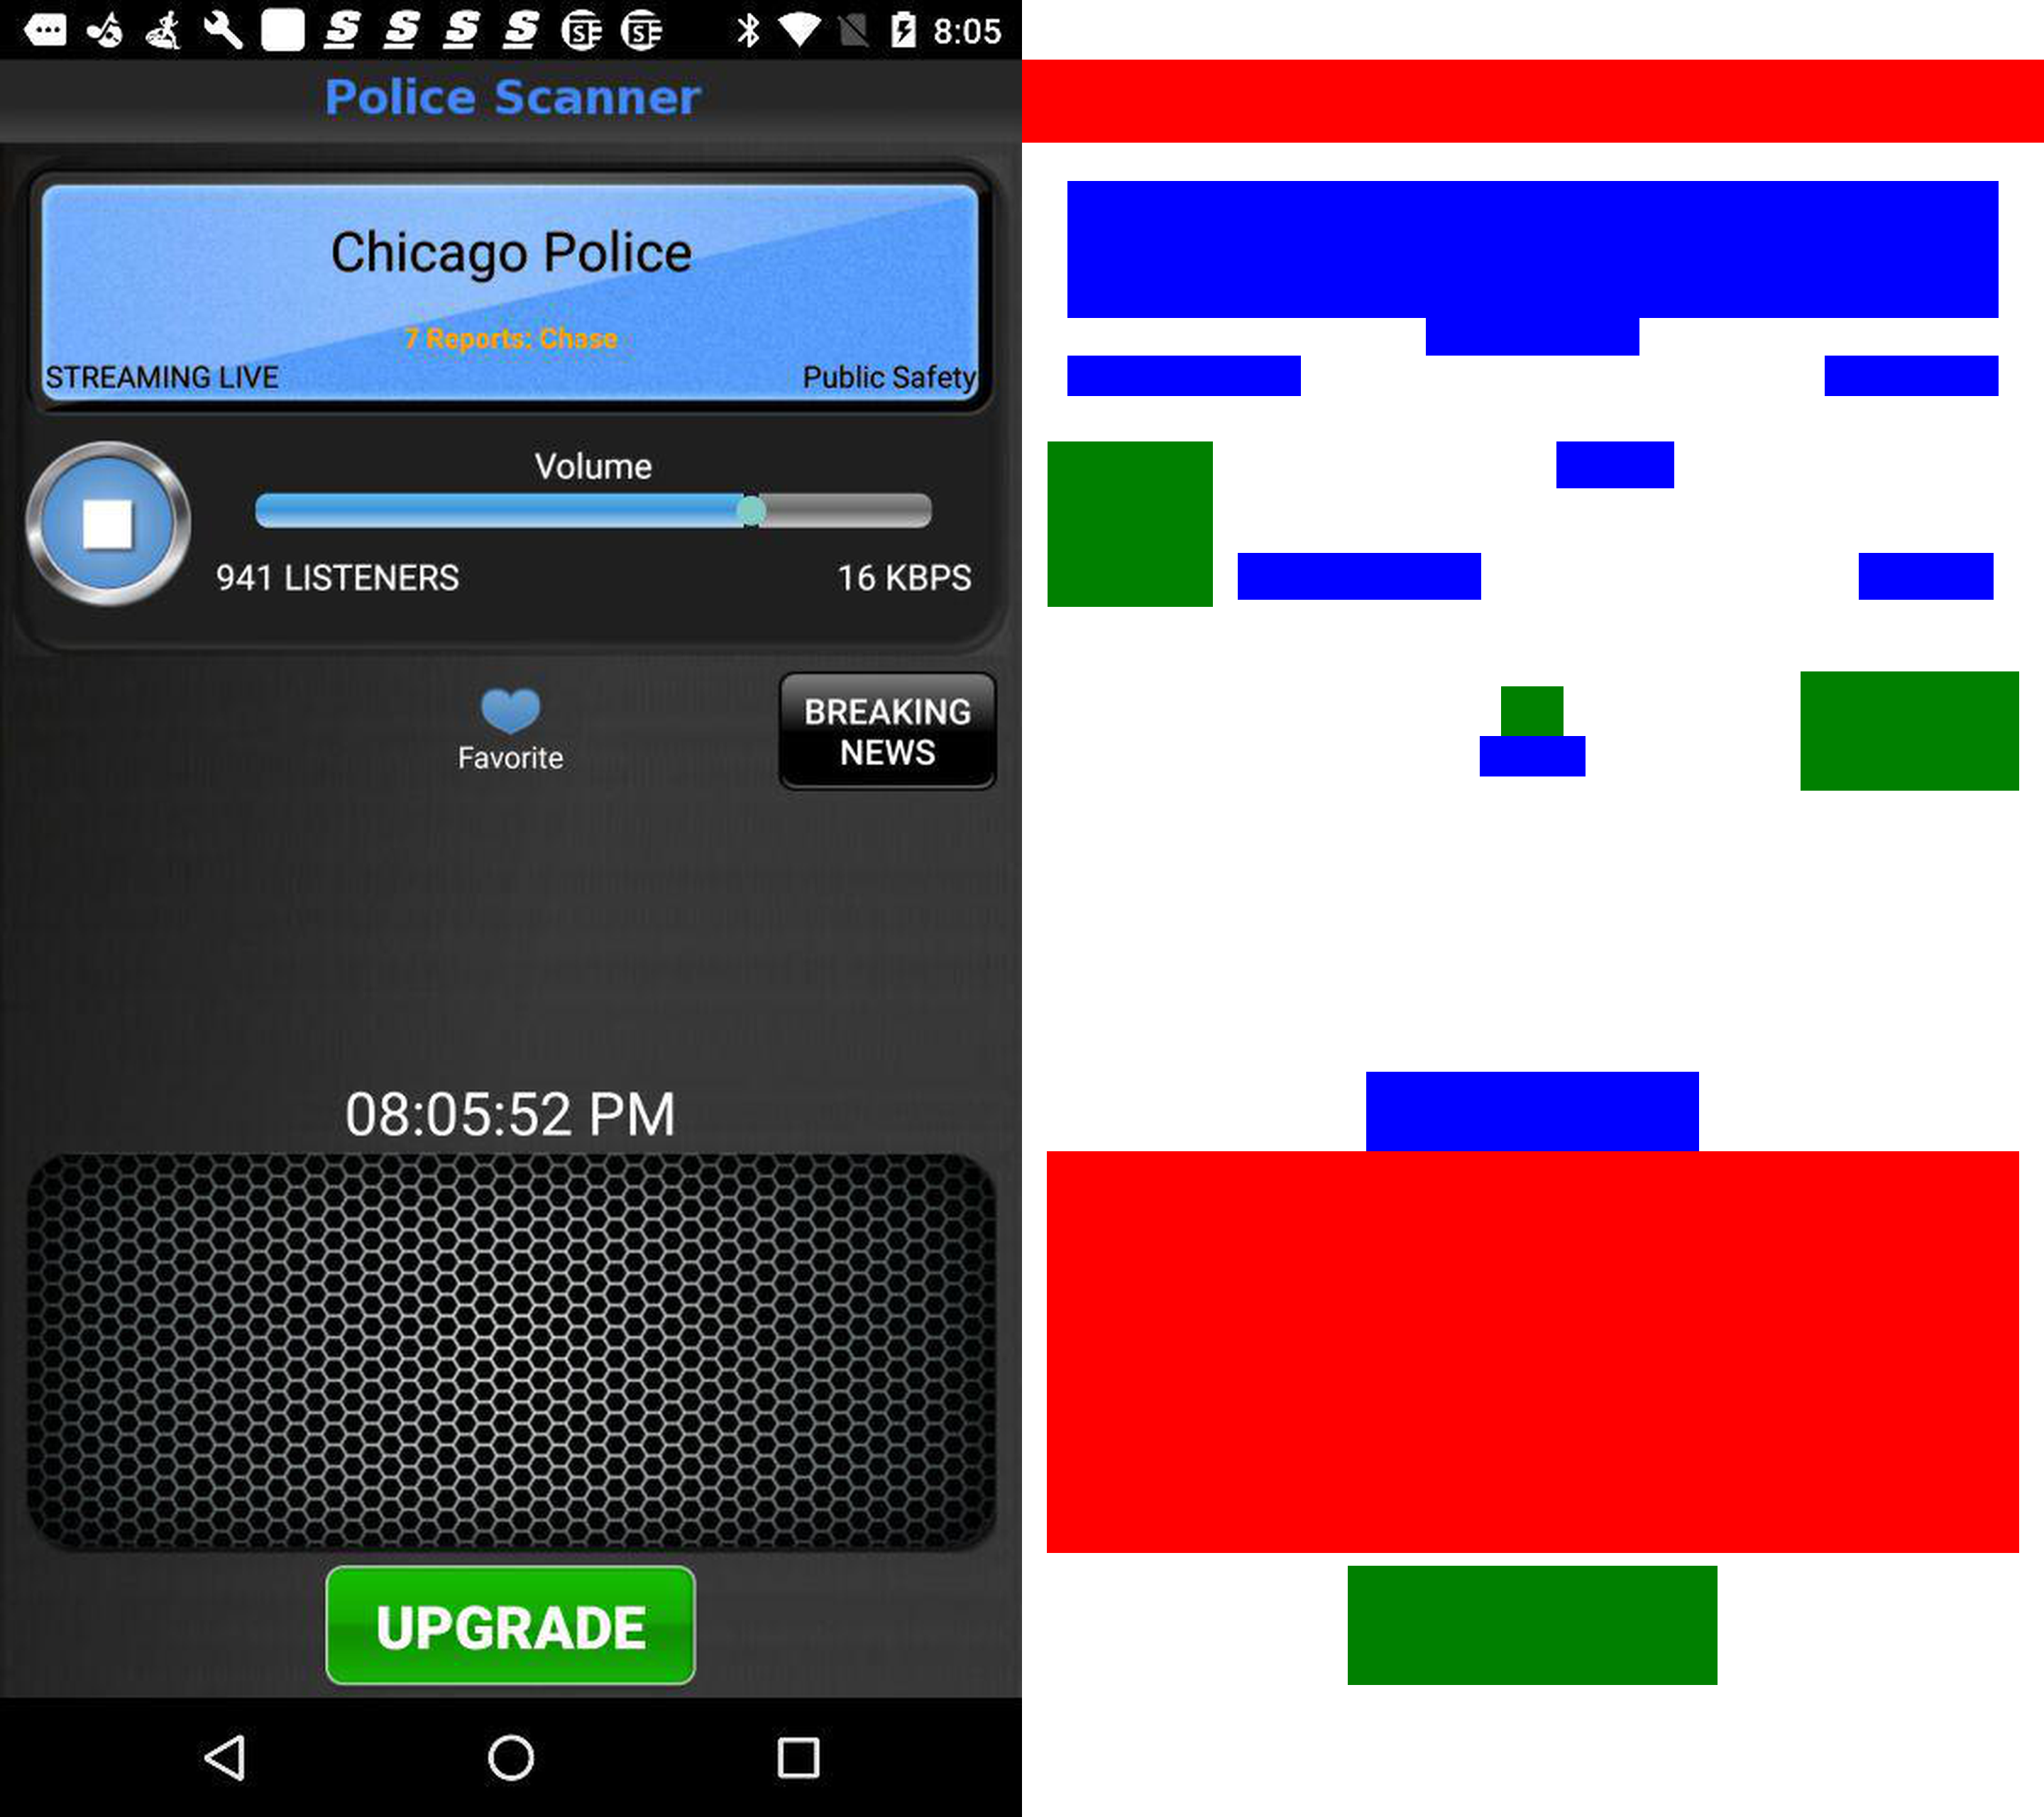 8:05
Police Scanner
Chicago Police
7 Reports: Chase
STREAMING LIVE
Public Safety
Volume
941 LISTENERS
16 KBPS
Favorite
BREAKING
NEWS
08:05:52 PM
UPGRADE